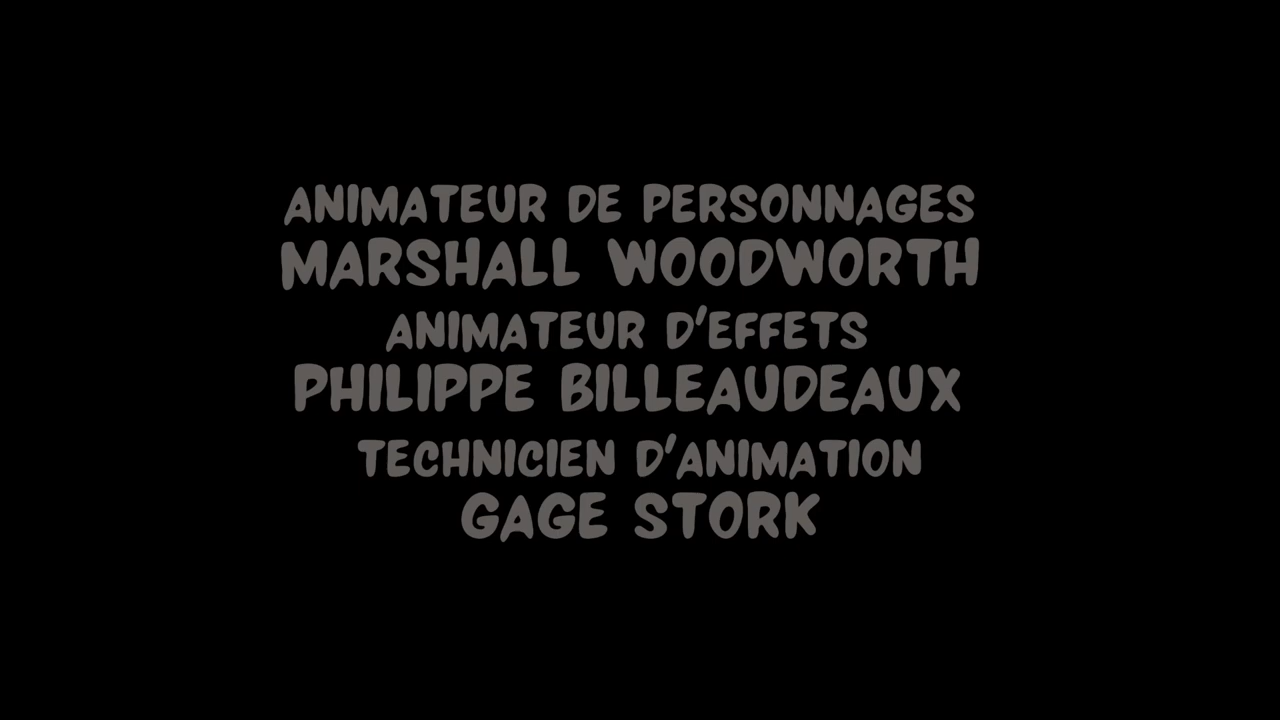 ANIMATEUR DE PERSONNAGES
MARSHALL WOODWORTH
ANIMATEUR D'EFFETS
PHILIPPE BILLEAUDEAUX
TECHNICIEN D'ANIMATION
GAGE STORK